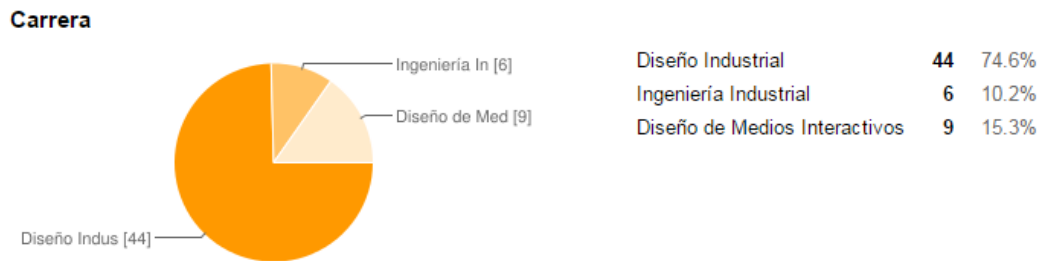 Carrera
Ingeniería In [6]
Diseño de Med [9]
Diseño Indus [44]
Diseño Industrial 44 74.6%
Ingeniería Industrial 6 10.2%
Diseño de Medios Interactivos 9 15.3%